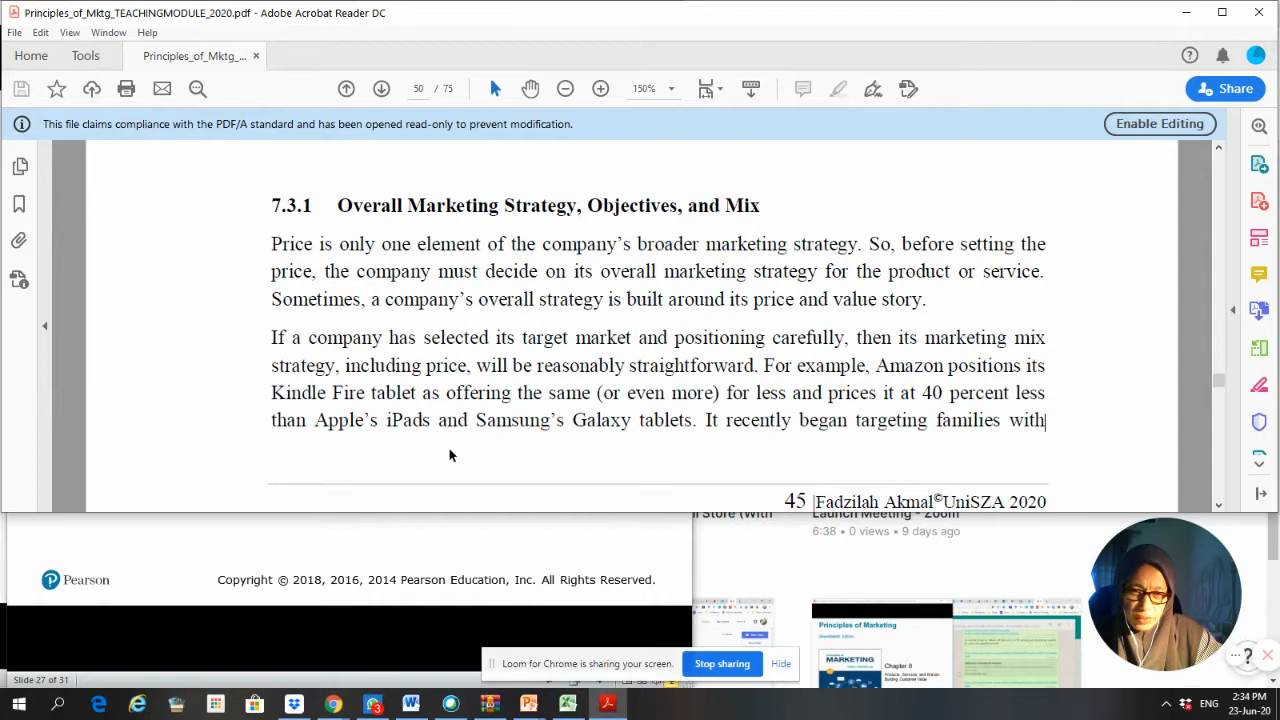 Principles_of_Mktg_TEACHINGMODULE_2020.pdf - Adobe Acrobat Reader DC
File Edit View Window Help
Home Tools Principles_of_Mktg_... ×
50 / 75 150% Share
This file claims compliance with the PDF/A standard and has been opened read-only to prevent modification. Enable Editing
7.3.1 Overall Marketing Strategy, Objectives, and Mix
Price is only one element of the company's broader marketing strategy. So, before setting the
price, the company must decide on its overall marketing strategy for the product or service.
Sometimes, a company's overall strategy is built around its price and value story.
If a company has selected its target market and positioning carefully, then its marketing mix
strategy, including price, will be reasonably straightforward. For example, Amazon positions its
Kindle Fire tablet as offering the same (or even more) for less and prices it at 40 percent less
than Apple's iPads and Samsung's Galaxy tablets. It recently began targeting families with
45 |Fadzilah Akmal©UniSZA 2020
Store (With Launch Meeting - Zoom
6:38 • 0 views • 9 days ago
Pearson Copyright © 2018, 2016, 2014 Pearson Education, Inc. All Rights Reserved.
Principles of Marketing
MARKETING
Chapter 8
Products, Services, and Brands:
Building Customer Value
Loom for Chrome is sharing your screen. Stop sharing Hide
Slide 27 of 31
3 ENG 2:34 PM
23-Jun-20